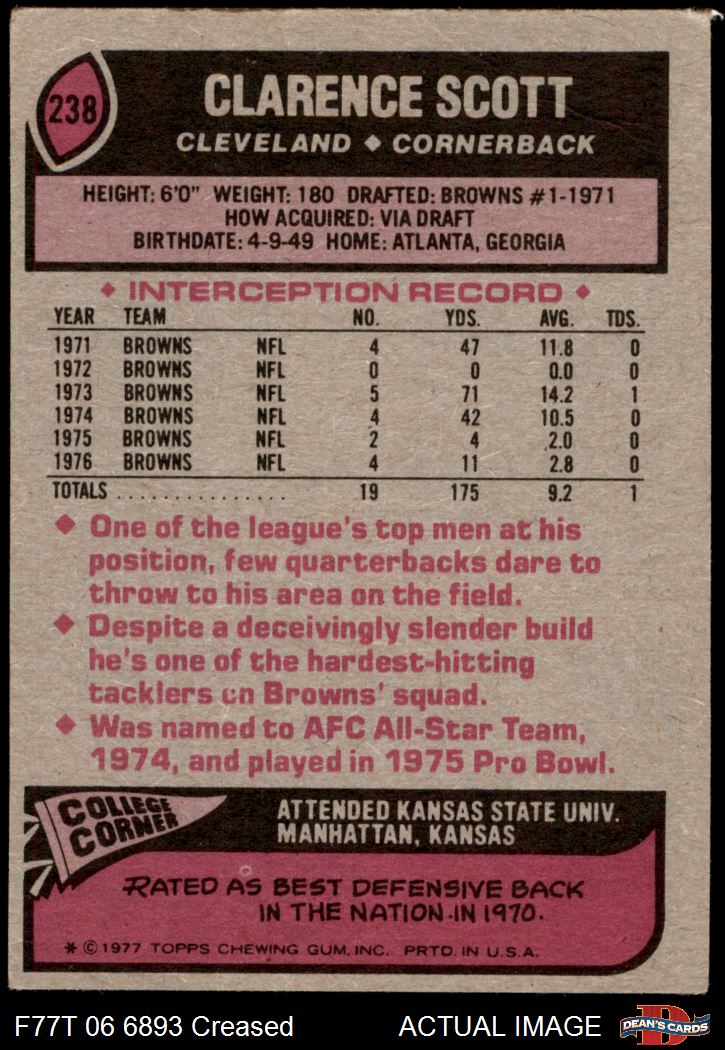 238
CLARENCE SCOTT
CLEVELAND ◆ CORNERBACK
HEIGHT: 6'0" WEIGHT: 180 DRAFTED: BROWNS #1-1971
HOW ACQUIRED: VIA DRAFT
BIRTHDATE: 4-9-49 HOME: ATLANTA, GEORGIA
◆ INTERCEPTION RECORD ◆
YEAR TEAM NO. YDS. AVG. TDS.
1971 BROWNS NFL 4 47 11.8 0
1972 BROWNS NFL 0 0 0.0 0
1973 BROWNS NFL 5 71 14.2 1
1974 BROWNS NFL 4 42 10.5 0
1975 BROWNS NFL 2 4 2.0 0
1976 BROWNS NFL 4 11 2.8 0
TOTALS ................ 19 175 9.2 1
◆ One of the league's top men at his
position, few quarterbacks dare to
throw to his area on the field.
◆ Despite a deceivingly slender build
he's one of the hardest-hitting
tacklers on Browns' squad.
◆ Was named to AFC All-Star Team,
1974, and played in 1975 Pro Bowl.
COLLEGE
CORNER
ATTENDED KANSAS STATE UNIV.
MANHATTAN, KANSAS
RATED AS BEST DEFENSIVE BACK
IN THE NATION IN 1970.
* © 1977 TOPPS CHEWING GUM, INC. PRTD. IN U.S.A.
F77T 06 6893 Creased ACTUAL IMAGE
D
DEAN'S CARDS